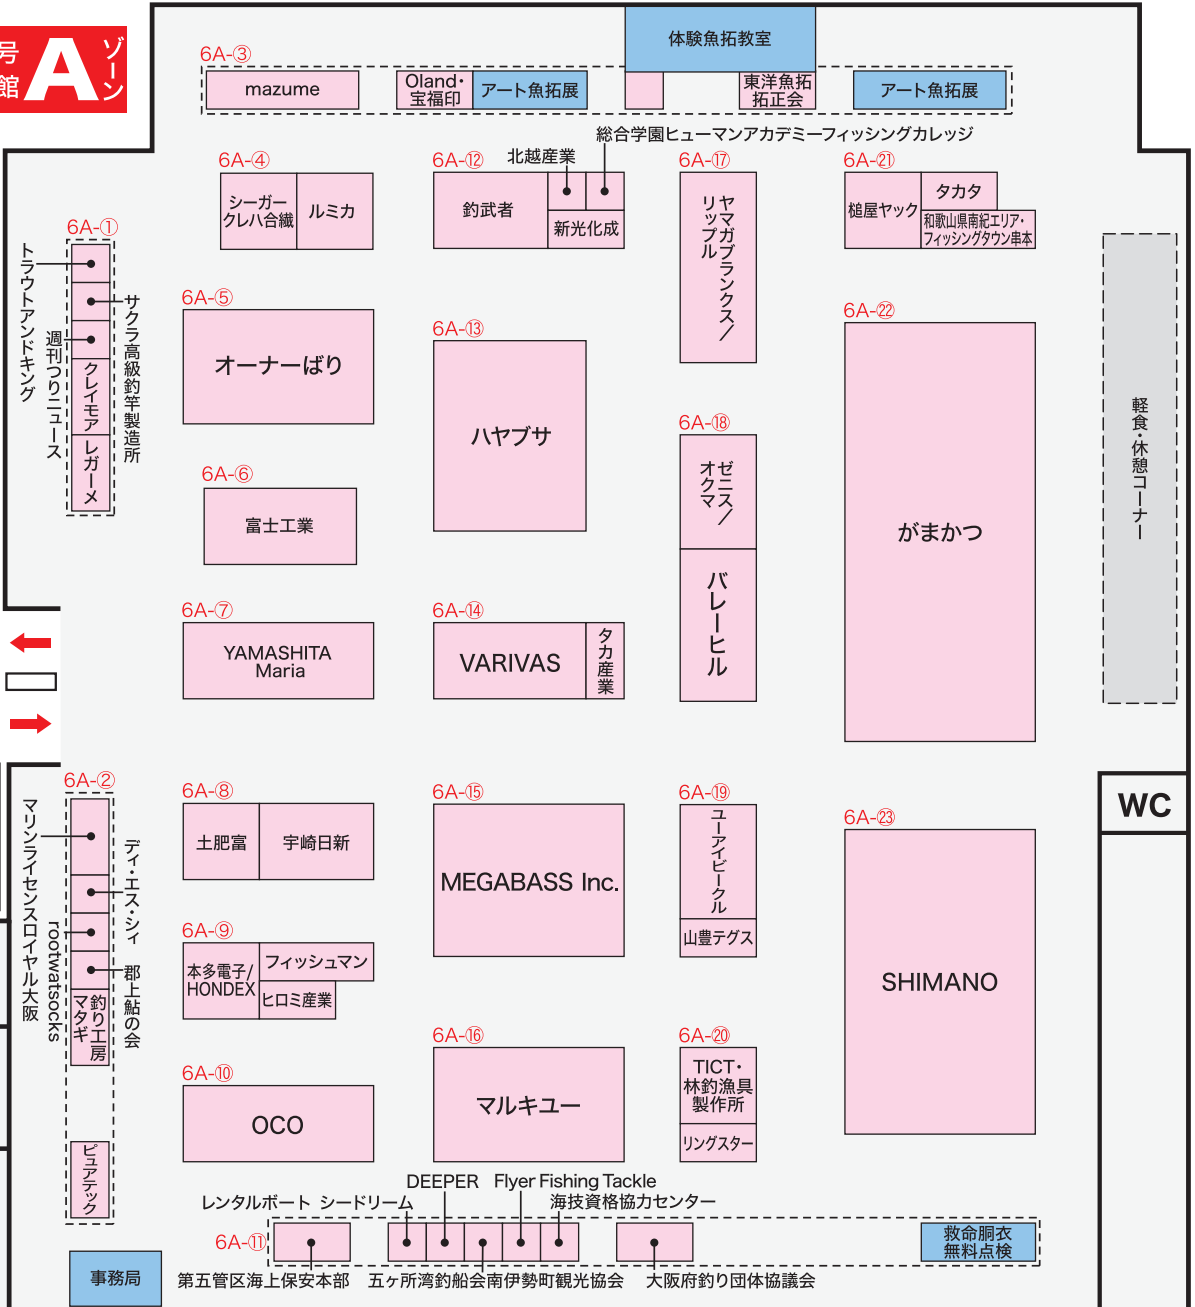 号
館
A
ゾーン
体験魚拓教室
6A-③
mazume
Oland・
宝福印
アート魚拓展
東洋魚拓
拓正会
アート魚拓展
総合学園ヒューマンアカデミーフィッシングカレッジ
北越産業
6A-④
シーガー
クレハ合繊
ルミカ
6A-⑫
釣武者
新光化成
6A-⑰
ヤマガブランクス/
リップル
6A-㉑
槌屋ヤック
タカタ
和歌山県南紀エリア・
フィッシングタウン串本
6A-①
トラウトアンドキング
サクラ高級釣竿製造所
週刊つりニュース
クレイモア
レガーメ
6A-⑤
オーナーばり
6A-⑬
ハヤブサ
6A-㉒
がまかつ
軽食・休憩コーナー
6A-⑥
富士工業
6A-⑱
ゼニス/
オクマ
バレーヒル
6A-⑦
YAMASHITA
Maria
6A-⑭
VARIVAS
タカ産業
6A-②
マリンライセンスロイヤル大阪
ディ・エス・シィ
rootwatsocks
郡上鮎の会
釣り工房
マタギ
ピュアテック
6A-⑧
土肥富
宇崎日新
6A-⑮
MEGABASS Inc.
6A-⑲
ユーアイビークル
山豊テグス
6A-㉓
SHIMANO
WC
6A-⑨
本多電子/
HONDEX
フィッシュマン
ヒロミ産業
6A-⑩
OCO
6A-⑯
マルキユー
6A-⑳
TICT・
林釣漁具
製作所
リングスター
DEEPER
Flyer Fishing Tackle
レンタルボート シードリーム
海技資格協力センター
6A-⑪
救命胴衣
無料点検
事務局
第五管区海上保安本部
五ヶ所湾釣船会南伊勢町観光協会
大阪府釣り団体協議会